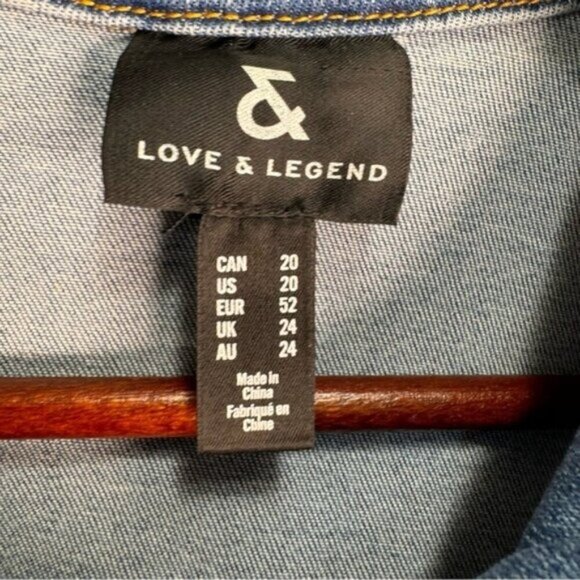 &
LOVE & LEGEND
CAN 20
US 20
EUR 52
UK 24
AU 24
Made in
China
Fabriqué en
Chine